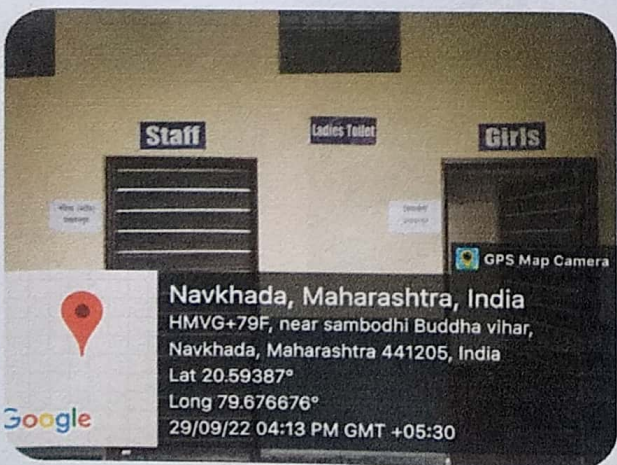 Staff
Ladies Toilet
Girls
GPS Map Camera
Navkhada, Maharashtra, India
HMVG+79F, near sambodhi Buddha vihar,
Navkhada, Maharashtra 441205, India
Lat 20.59387°
Long 79.676676°
29/09/22 04:13 PM GMT +05:30
Google